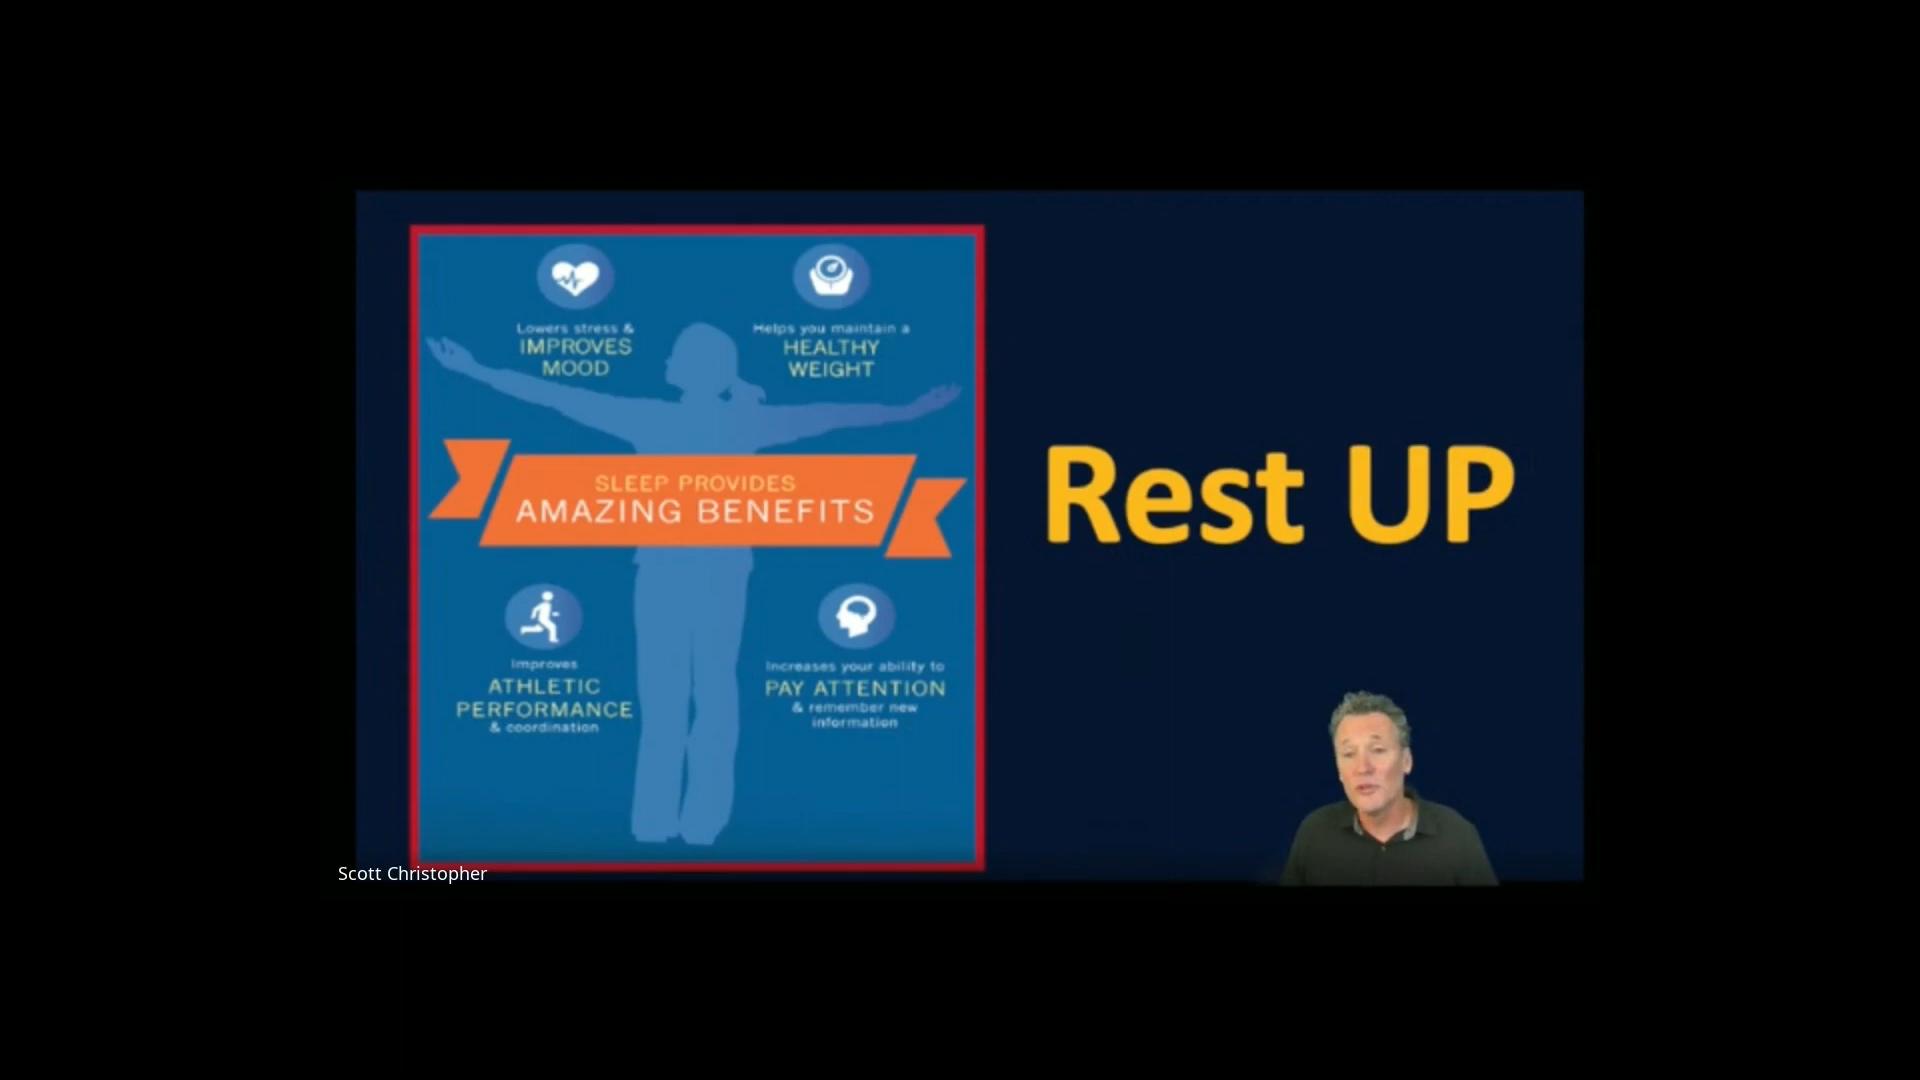 Lowers stress &
IMPROVES
MOOD
Helps you maintain a
HEALTHY
WEIGHT
SLEEP PROVIDES
AMAZING BENEFITS
Improves
ATHLETIC
PERFORMANCE
& coordination
Increases your ability to
PAY ATTENTION
& remember new
information
Rest UP
Scott Christopher